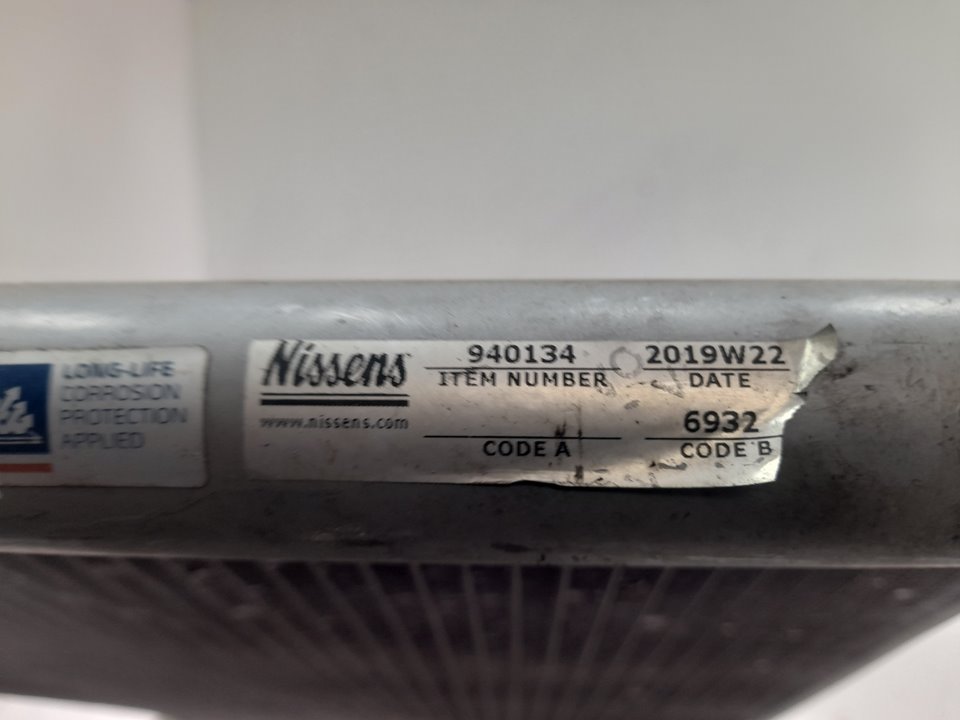 LONG-LIFE
CORROSION
PROTECTION
APPLIED
Nissens
www.nissens.com
940134
ITEM NUMBER
2019W22
DATE
CODE A
6932
CODE B